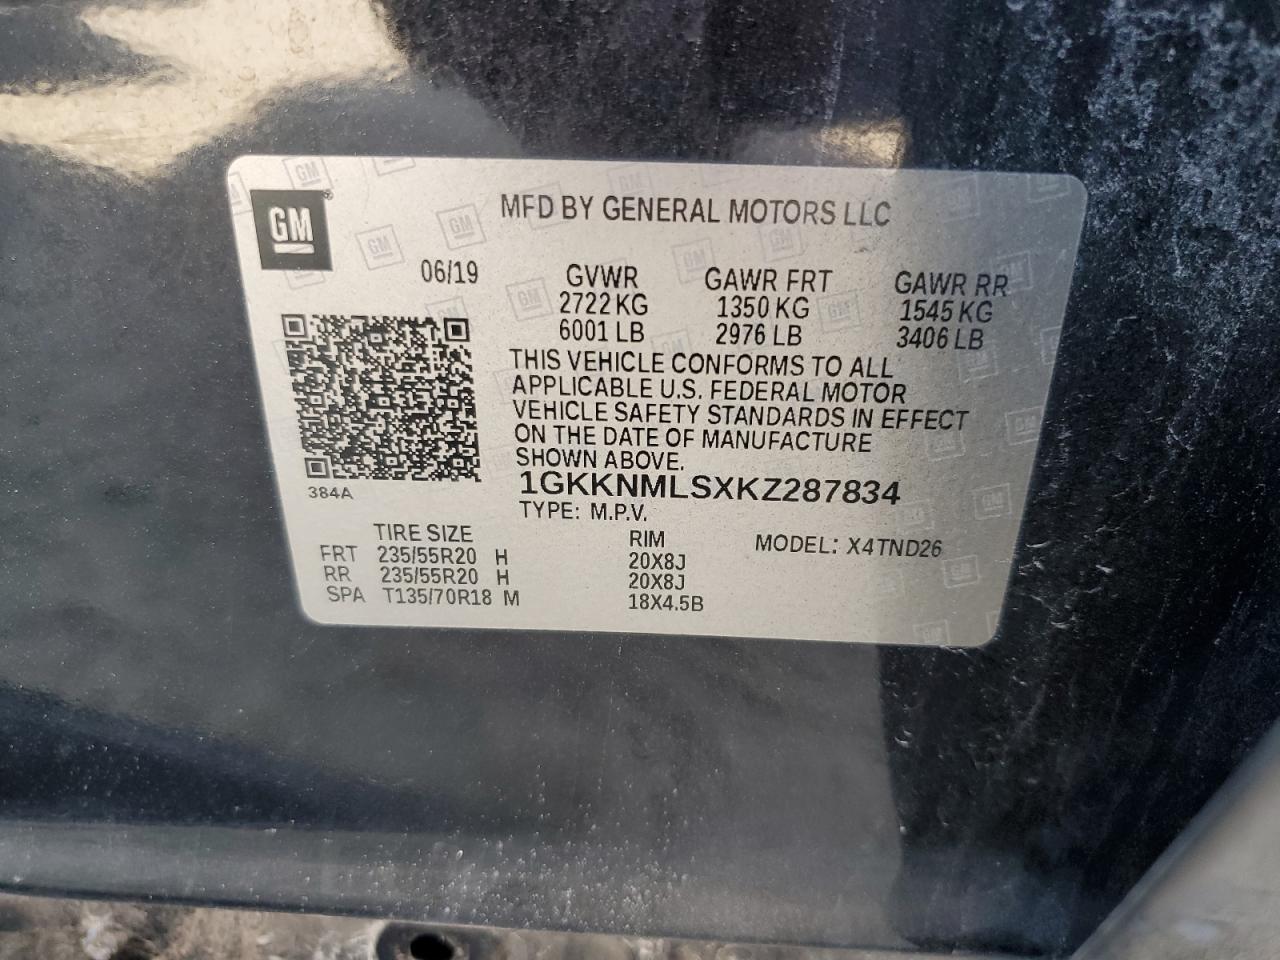 GM
MFD BY GENERAL MOTORS LLC
06/19
GVWR GAWR FRT GAWR RR
2722 KG 1350 KG 1545 KG
6001 LB 2976 LB 3406 LB
THIS VEHICLE CONFORMS TO ALL
APPLICABLE U.S. FEDERAL MOTOR
VEHICLE SAFETY STANDARDS IN EFFECT
ON THE DATE OF MANUFACTURE
SHOWN ABOVE.
384A
1GKKNMLSXKZ287834
TYPE: M.P.V.
TIRE SIZE RIM MODEL: X4TND26
FRT 235/55R20 H 20X8J
RR 235/55R20 H 20X8J
SPA T135/70R18 M 18X4.5B